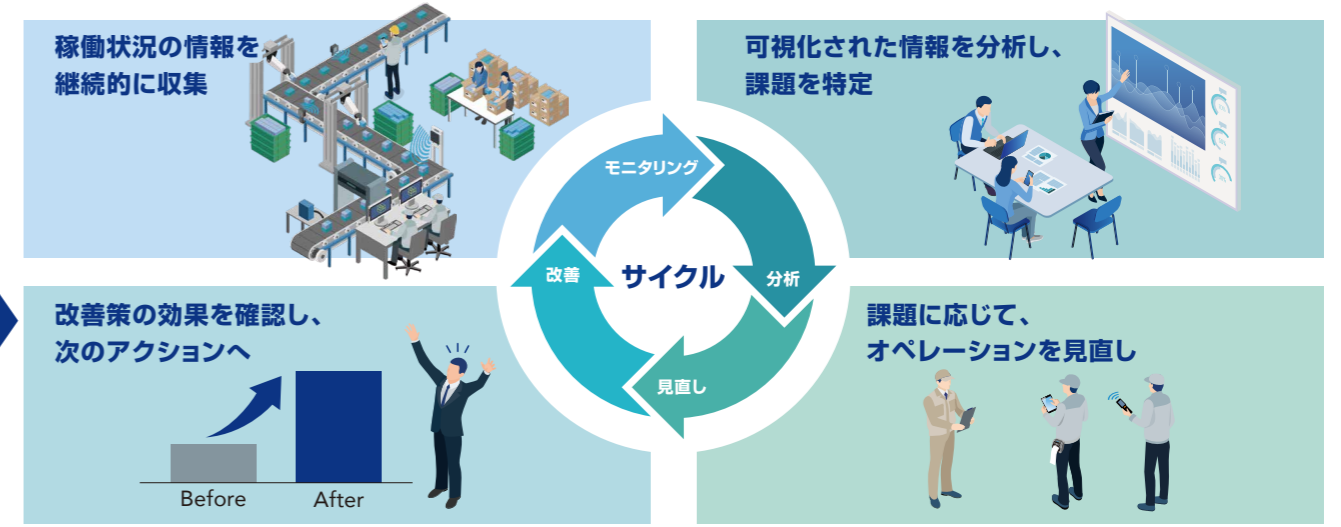 稼働状況の情報を
継続的に収集
可視化された情報を分析し、
課題を特定
モニタリング
分析
見直し
改善
サイクル
改善策の効果を確認し、
次のアクションへ
Before
After
課題に応じて、
オペレーションを見直し